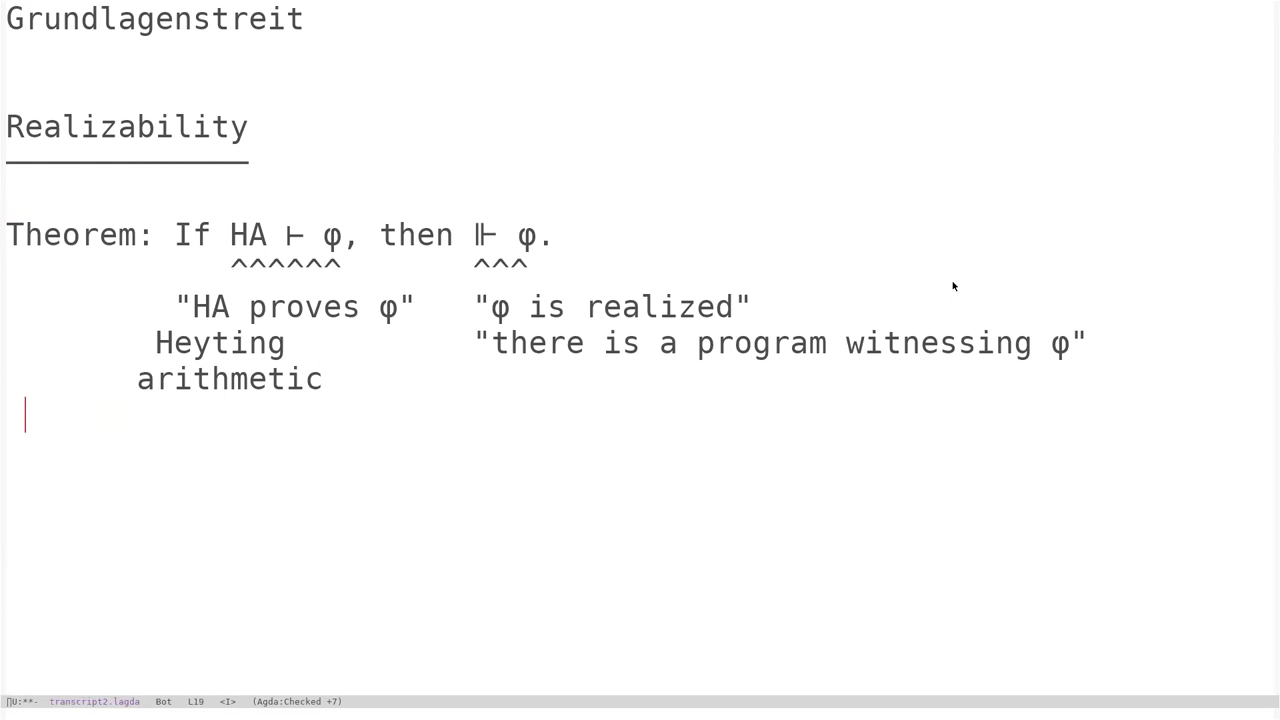 Grundlagenstreit
Realizability
Theorem: If HA ⊢ φ, then ⊩ φ.
^^^^^^ ^^^
"HA proves φ" "φ is realized"
Heyting "there is a program witnessing φ"
arithmetic
U:**- transcript2.lagda Bot L19 <I> (Agda:Checked +7)